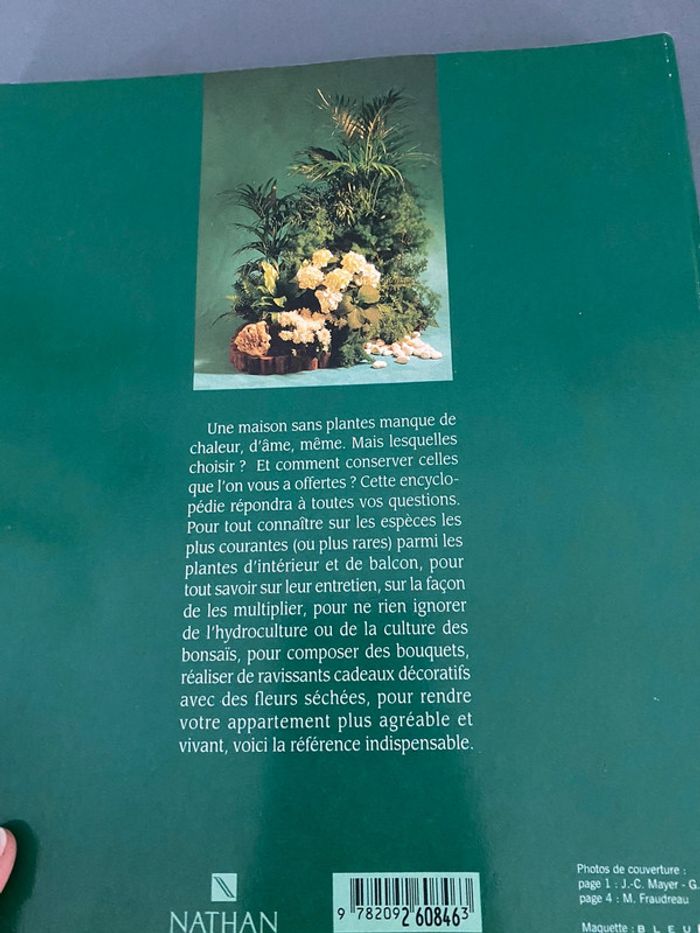 Une maison sans plantes manque de
chaleur, d'âme, même. Mais lesquelles
choisir ? Et comment conserver celles
que l'on vous a offertes ? Cette encyclo-
pédie répondra à toutes vos questions.
Pour tout connaître sur les espèces les
plus courantes (ou plus rares) parmi les
plantes d'intérieur et de balcon, pour
tout savoir sur leur entretien, sur la façon
de les multiplier, pour ne rien ignorer
de l'hydroculture ou de la culture des
bonsaïs, pour composer des bouquets,
réaliser de ravissants cadeaux décoratifs
avec des fleurs séchées, pour rendre
votre appartement plus agréable et
vivant, voici la référence indispensable.
NATHAN
9 782092 608463
Photos de couverture :
page 1 : J.-C. Mayer - G.
page 4 : M. Fraudreau
Maquette : B L E U